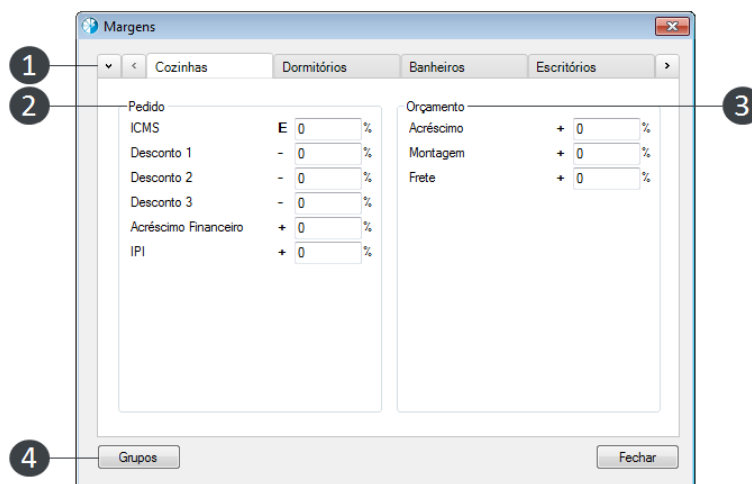 Margens
1
Cozinhas Dormitórios Banheiros Escritórios
2
Pedido
ICMS E 0 %
Desconto 1 - 0 %
Desconto 2 - 0 %
Desconto 3 - 0 %
Acréscimo Financeiro + 0 %
IPI + 0 %
Orçamento
3
Acréscimo + 0 %
Montagem + 0 %
Frete + 0 %
4
Grupos
Fechar